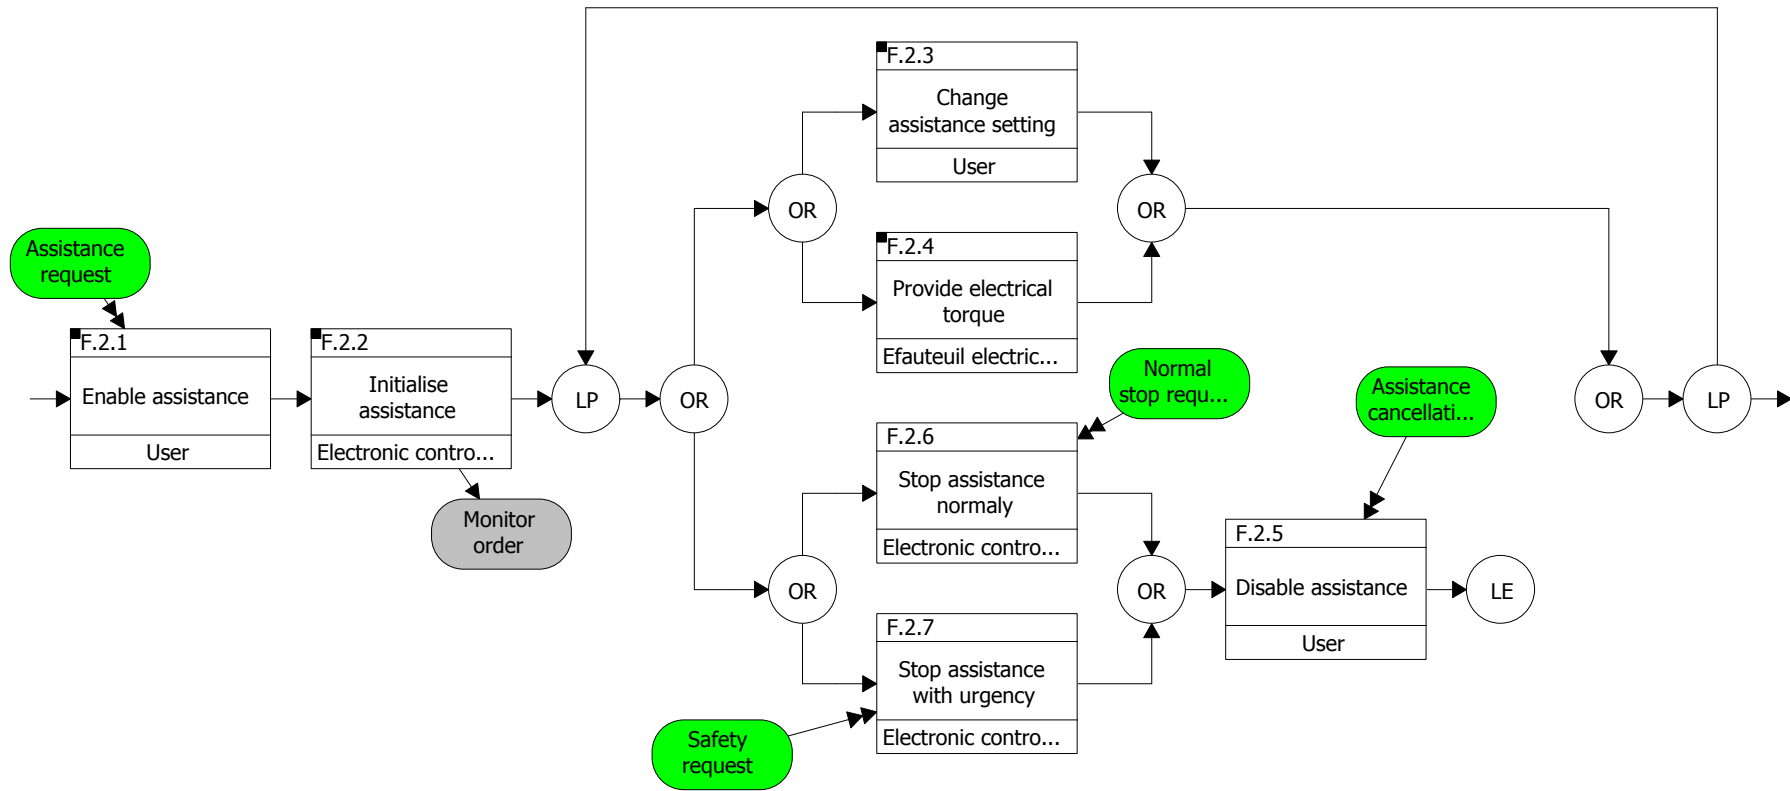 F.2.3
Change
assistance setting
User
OR
OR
F.2.4
Provide electrical
torque
Efauteuil electric...
Assistance
request
F.2.1
Enable assistance
User
F.2.2
Initialise
assistance
Electronic contro...
Monitor
order
LP
OR
Normal
stop requ...
Assistance
cancellati...
OR
LP
F.2.6
Stop assistance
normaly
Electronic contro...
OR
OR
F.2.5
Disable assistance
User
LE
F.2.7
Stop assistance
with urgency
Electronic contro...
Safety
request